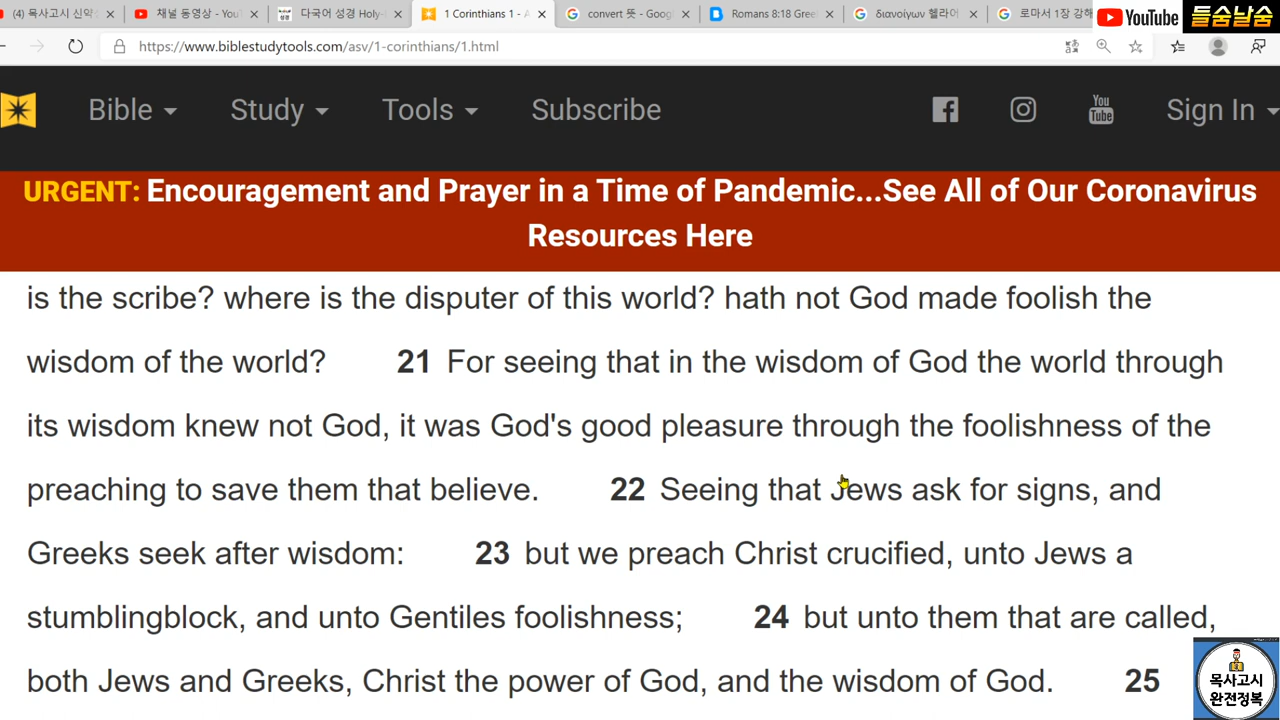 (4) 목사고시 신약
채널 동영상 - You
다국어 성경 Holy-
1 Corinthians 1 - A
convert 뜻 - Goog
Romans 8:18 Gree
διανοίγων 헬라어
로마서 1장 강해
YouTube
들숨날숨
https://www.biblestudytools.com/asv/1-corinthians/1.html
Bible
Study
Tools
Subscribe
You
Tube
Sign In
URGENT: Encouragement and Prayer in a Time of Pandemic...See All of Our Coronavirus
Resources Here
is the scribe? where is the disputer of this world? hath not God made foolish the
wisdom of the world? 21 For seeing that in the wisdom of God the world through
its wisdom knew not God, it was God's good pleasure through the foolishness of the
preaching to save them that believe. 22 Seeing that Jews ask for signs, and
Greeks seek after wisdom: 23 but we preach Christ crucified, unto Jews a
stumblingblock, and unto Gentiles foolishness; 24 but unto them that are called,
both Jews and Greeks, Christ the power of God, and the wisdom of God. 25
목사고시
완전정복